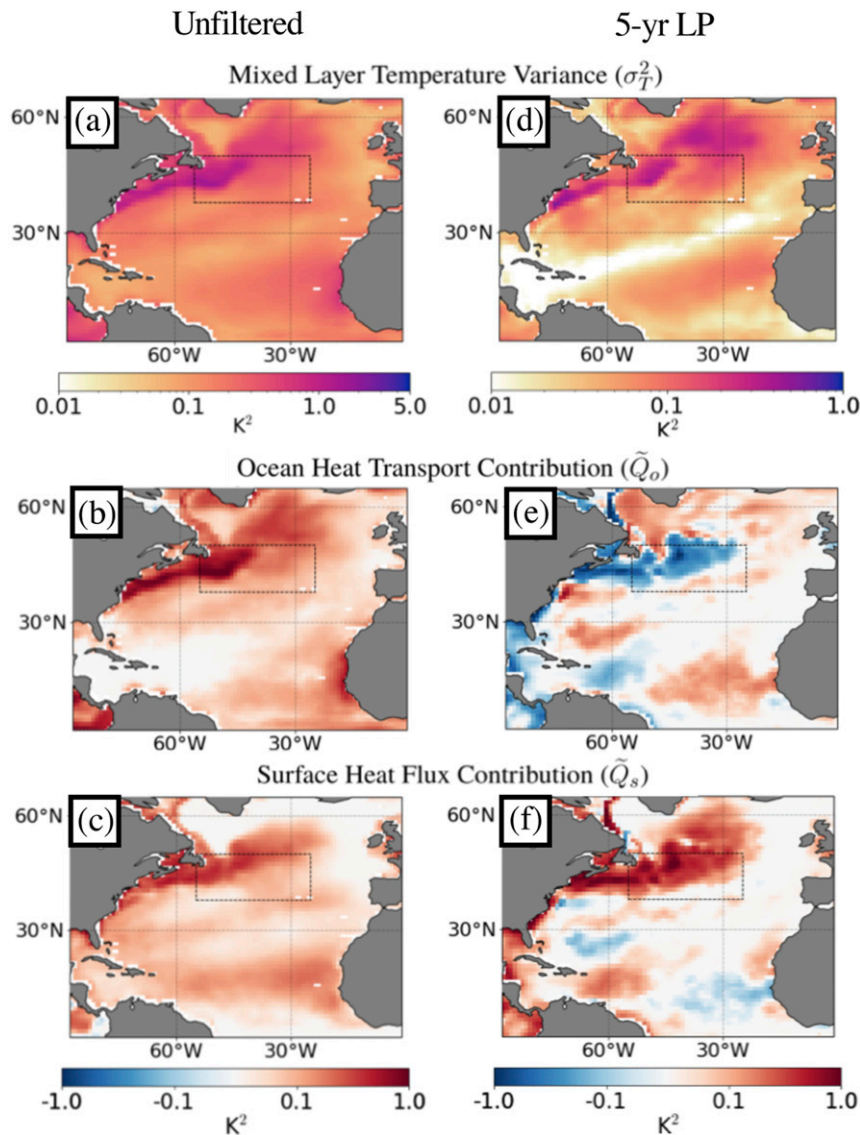 Unfiltered 5-yr LP
Mixed Layer Temperature Variance (σ²_T)
(a) (d)
60°N 60°N
30°N 30°N
60°W 30°W 60°W 30°W
0.01 0.1 1.0 5.0 0.01 0.1 1.0
K² K²
Ocean Heat Transport Contribution (Q̃ₒ)
(b) (e)
60°N 60°N
30°N 30°N
60°W 30°W 60°W 30°W
Surface Heat Flux Contribution (Q̃ₛ)
(c) (f)
60°N 60°N
30°N 30°N
60°W 30°W 60°W 30°W
-1.0 -0.1 0.1 1.0 -1.0 -0.1 0.1 1.0
K² K²